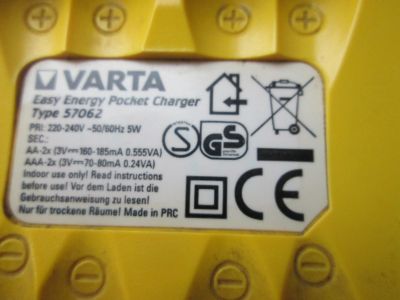 VARTA
Easy Energy Pocket Charger
Type 57062
PRI: 220-240V ~50/60Hz 5W
SEC.:
AA-2x (3V⎓160-185mA 0.555VA)
AAA-2x (3V⎓70-80mA 0.24VA)
Indoor use only! Read instructions
before use! Vor dem Laden ist die
Gebrauchsanweisung zu lesen!
Nur für trockene Räume! Made in PRC
S
GS
CE